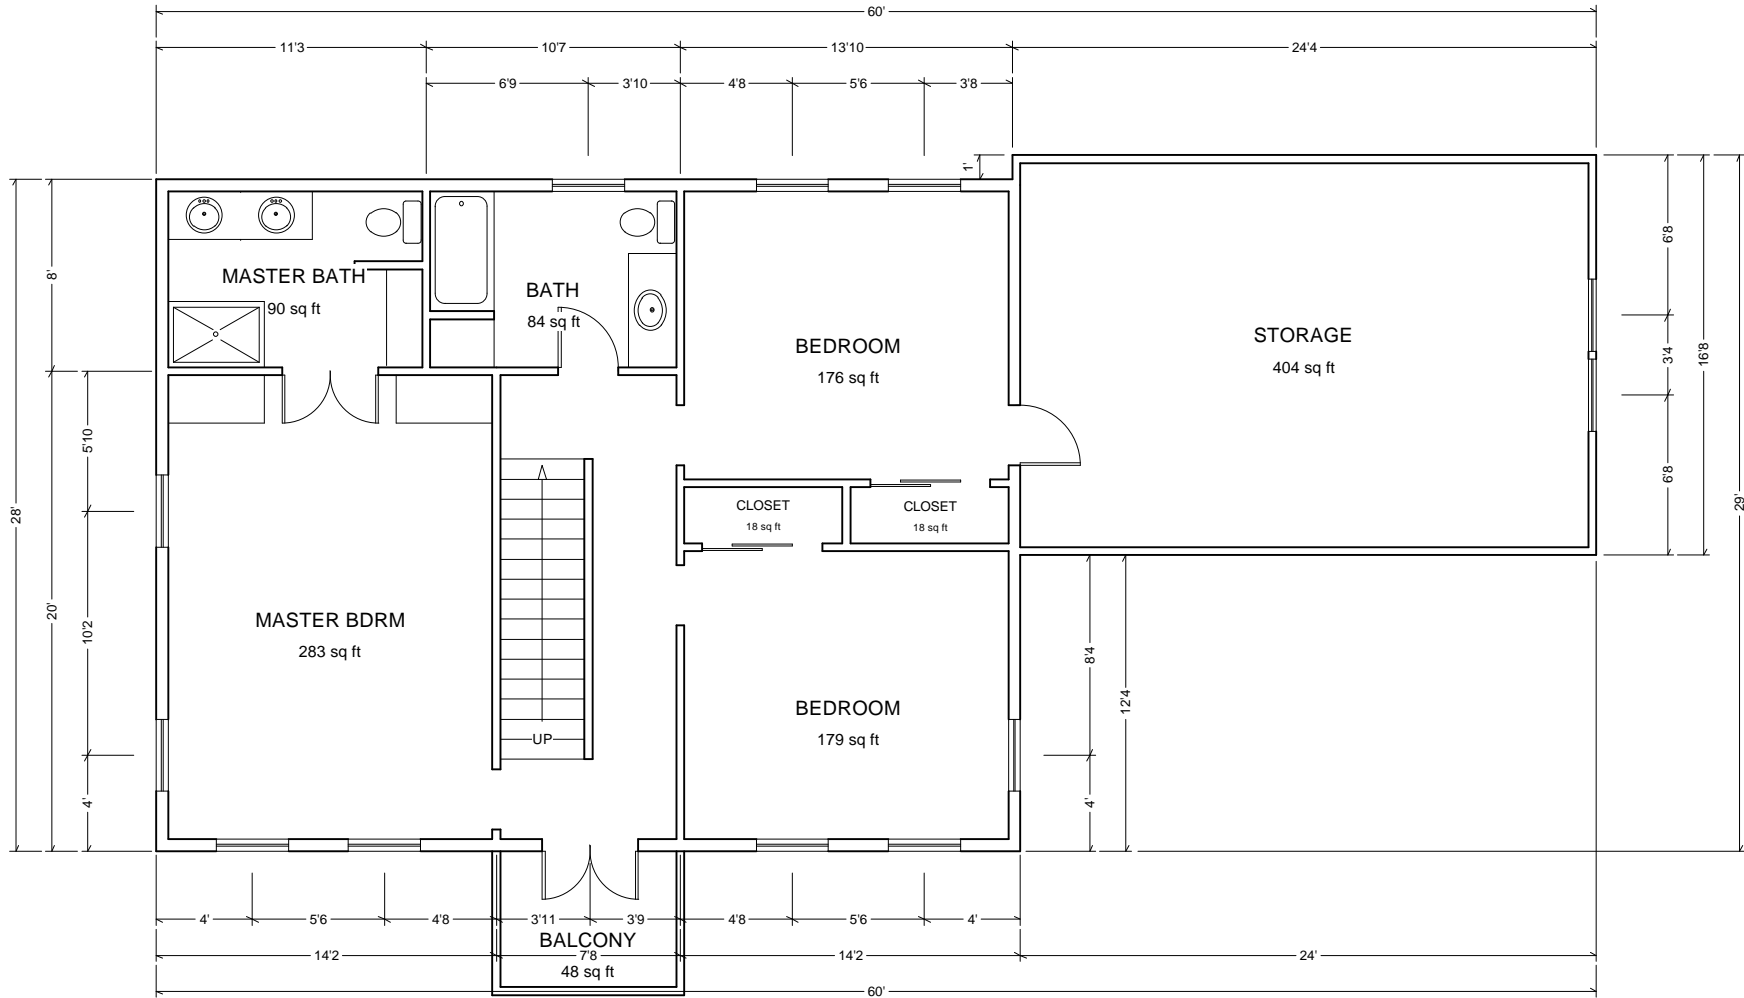 60'
11'3
10'7
13'10
24'4
6'9
3'10
4'8
5'6
3'8
1'
MASTER BATH
90 sq ft
BATH
84 sq ft
BEDROOM
176 sq ft
STORAGE
404 sq ft
8'
6'8
3'4
16'8
6'8
29'
28'
20'
5'10
10'2
4'
CLOSET
18 sq ft
CLOSET
18 sq ft
MASTER BDRM
283 sq ft
UP
BEDROOM
179 sq ft
8'4
12'4
4'
4'
5'6
4'8
3'11
3'9
4'8
5'6
4'
BALCONY
48 sq ft
14'2
7'8
14'2
24'
60'